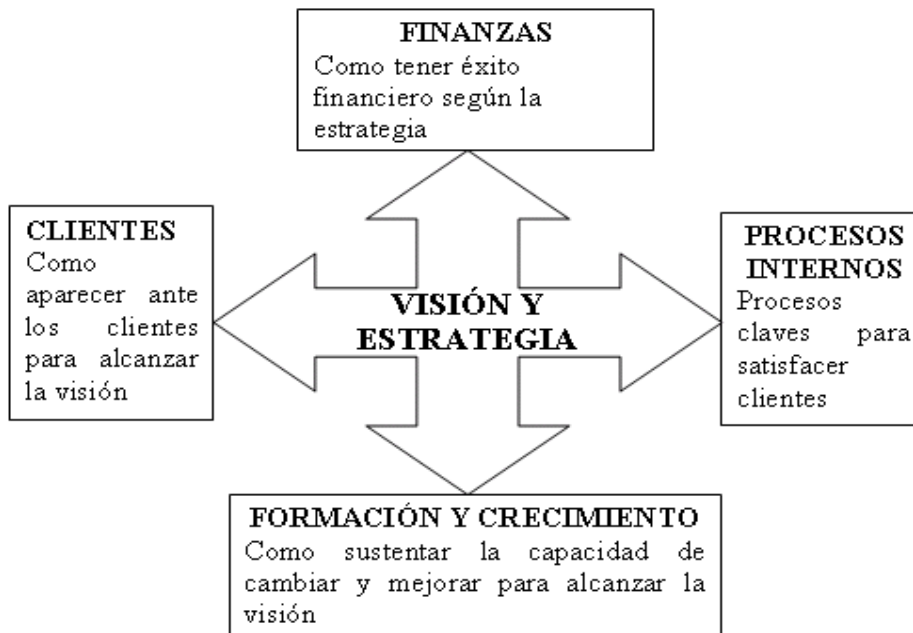 FINANZAS
Como tener éxito
financiero según la
estrategia
CLIENTES
Como
aparecer ante
los clientes
para alcanzar
la visión
VISIÓN Y
ESTRATEGIA
PROCESOS
INTERNOS
Procesos
claves para
satisfacer
clientes
FORMACIÓN Y CRECIMIENTO
Como sustentar la capacidad de
cambiar y mejorar para alcanzar la
visión